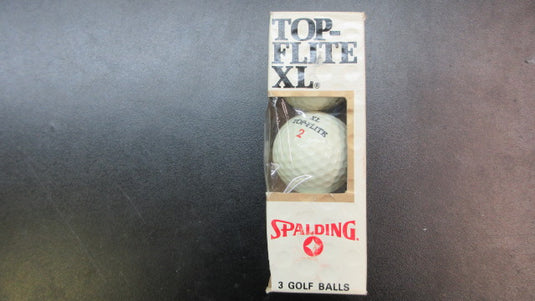 TOP-
FLITE
XL®
XL
TOP-FLITE
2
SPALDING®
3 GOLF BALLS